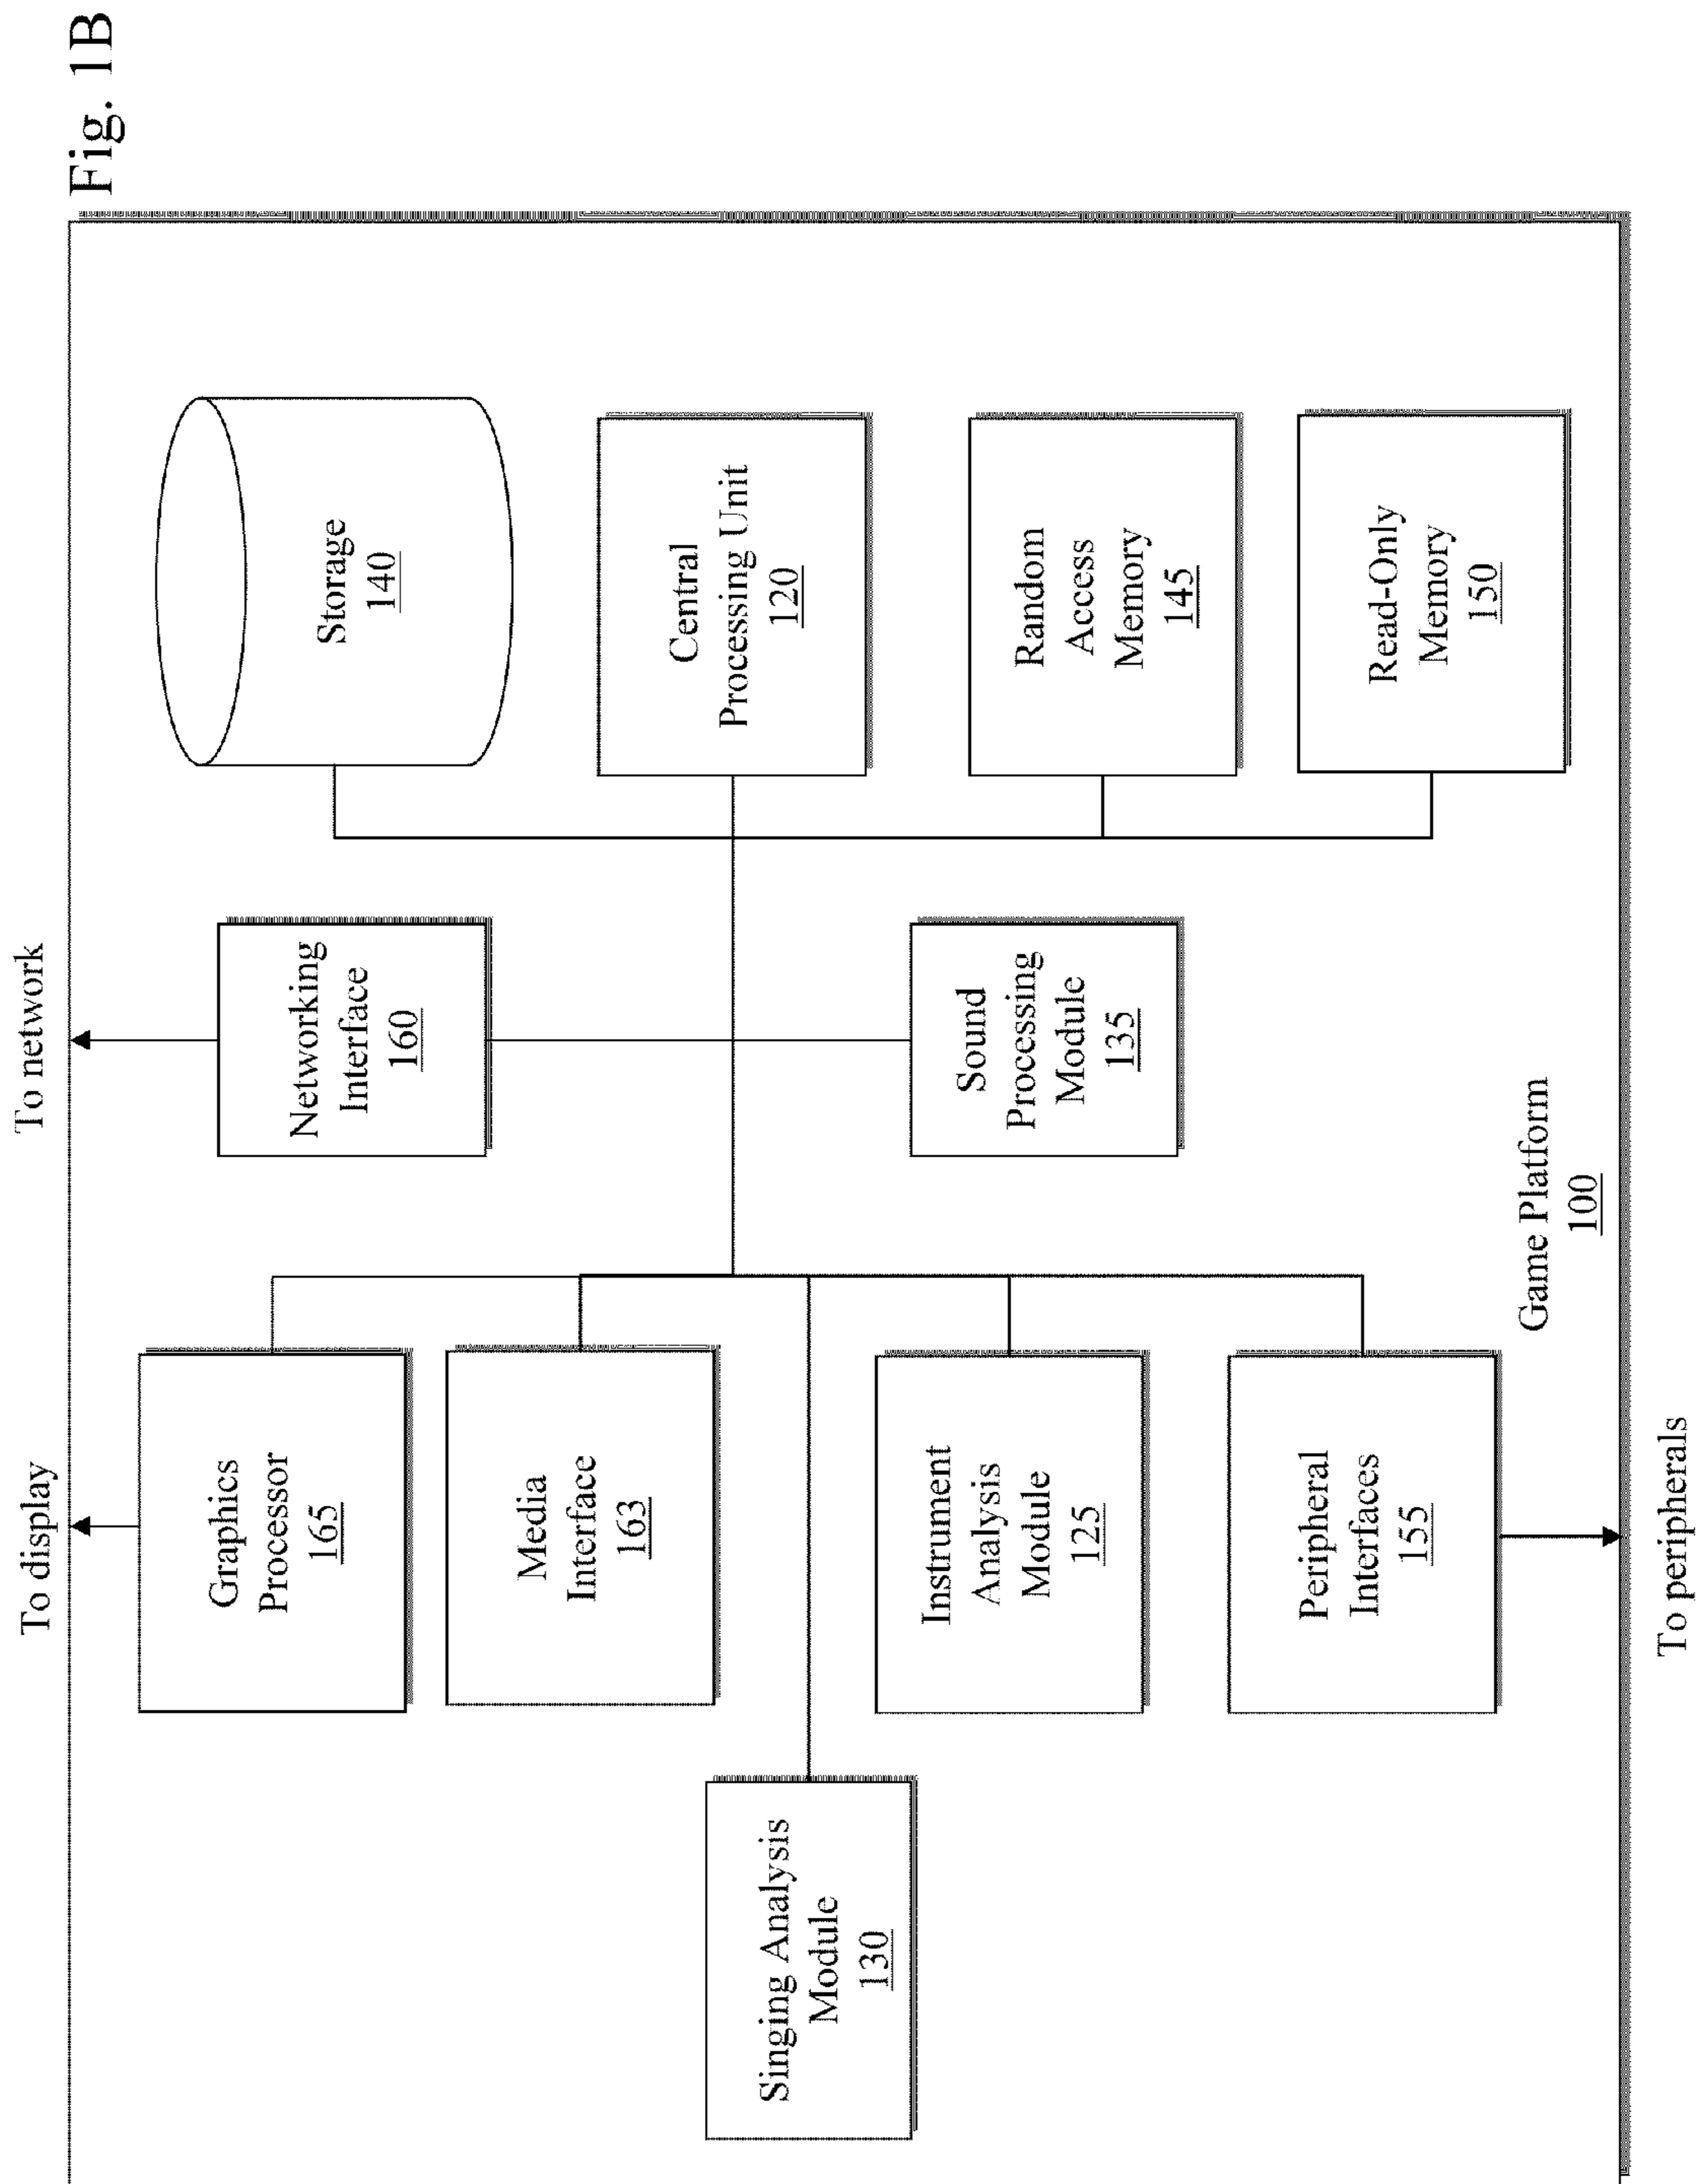 Fig. 1B
To display
To network
Graphics
Processor
165
Networking
Interface
160
Storage
140
Media
Interface
163
Central
Processing Unit
120
Singing Analysis
Module
130
Instrument
Analysis
Module
125
Sound
Processing
Module
135
Random
Access
Memory
145
Peripheral
Interfaces
155
Read-Only
Memory
150
Game Platform
100
To peripherals